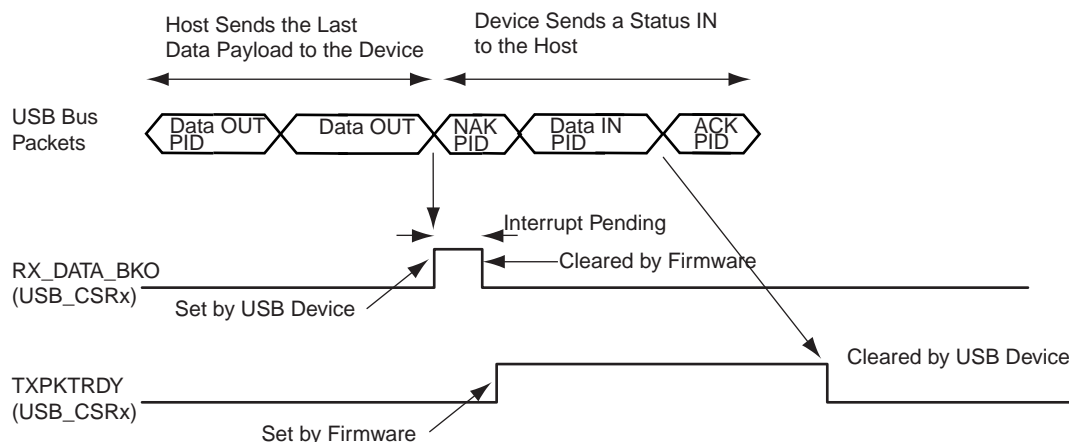 Host Sends the Last
Data Payload to the Device
Device Sends a Status IN
to the Host
USB Bus
Packets
Data OUT
PID
Data OUT
NAK
PID
Data IN
PID
ACK
PID
Interrupt Pending
RX_DATA_BKO
(USB_CSRx)
Cleared by Firmware
Set by USB Device
Cleared by USB Device
TXPKTRDY
(USB_CSRx)
Set by Firmware